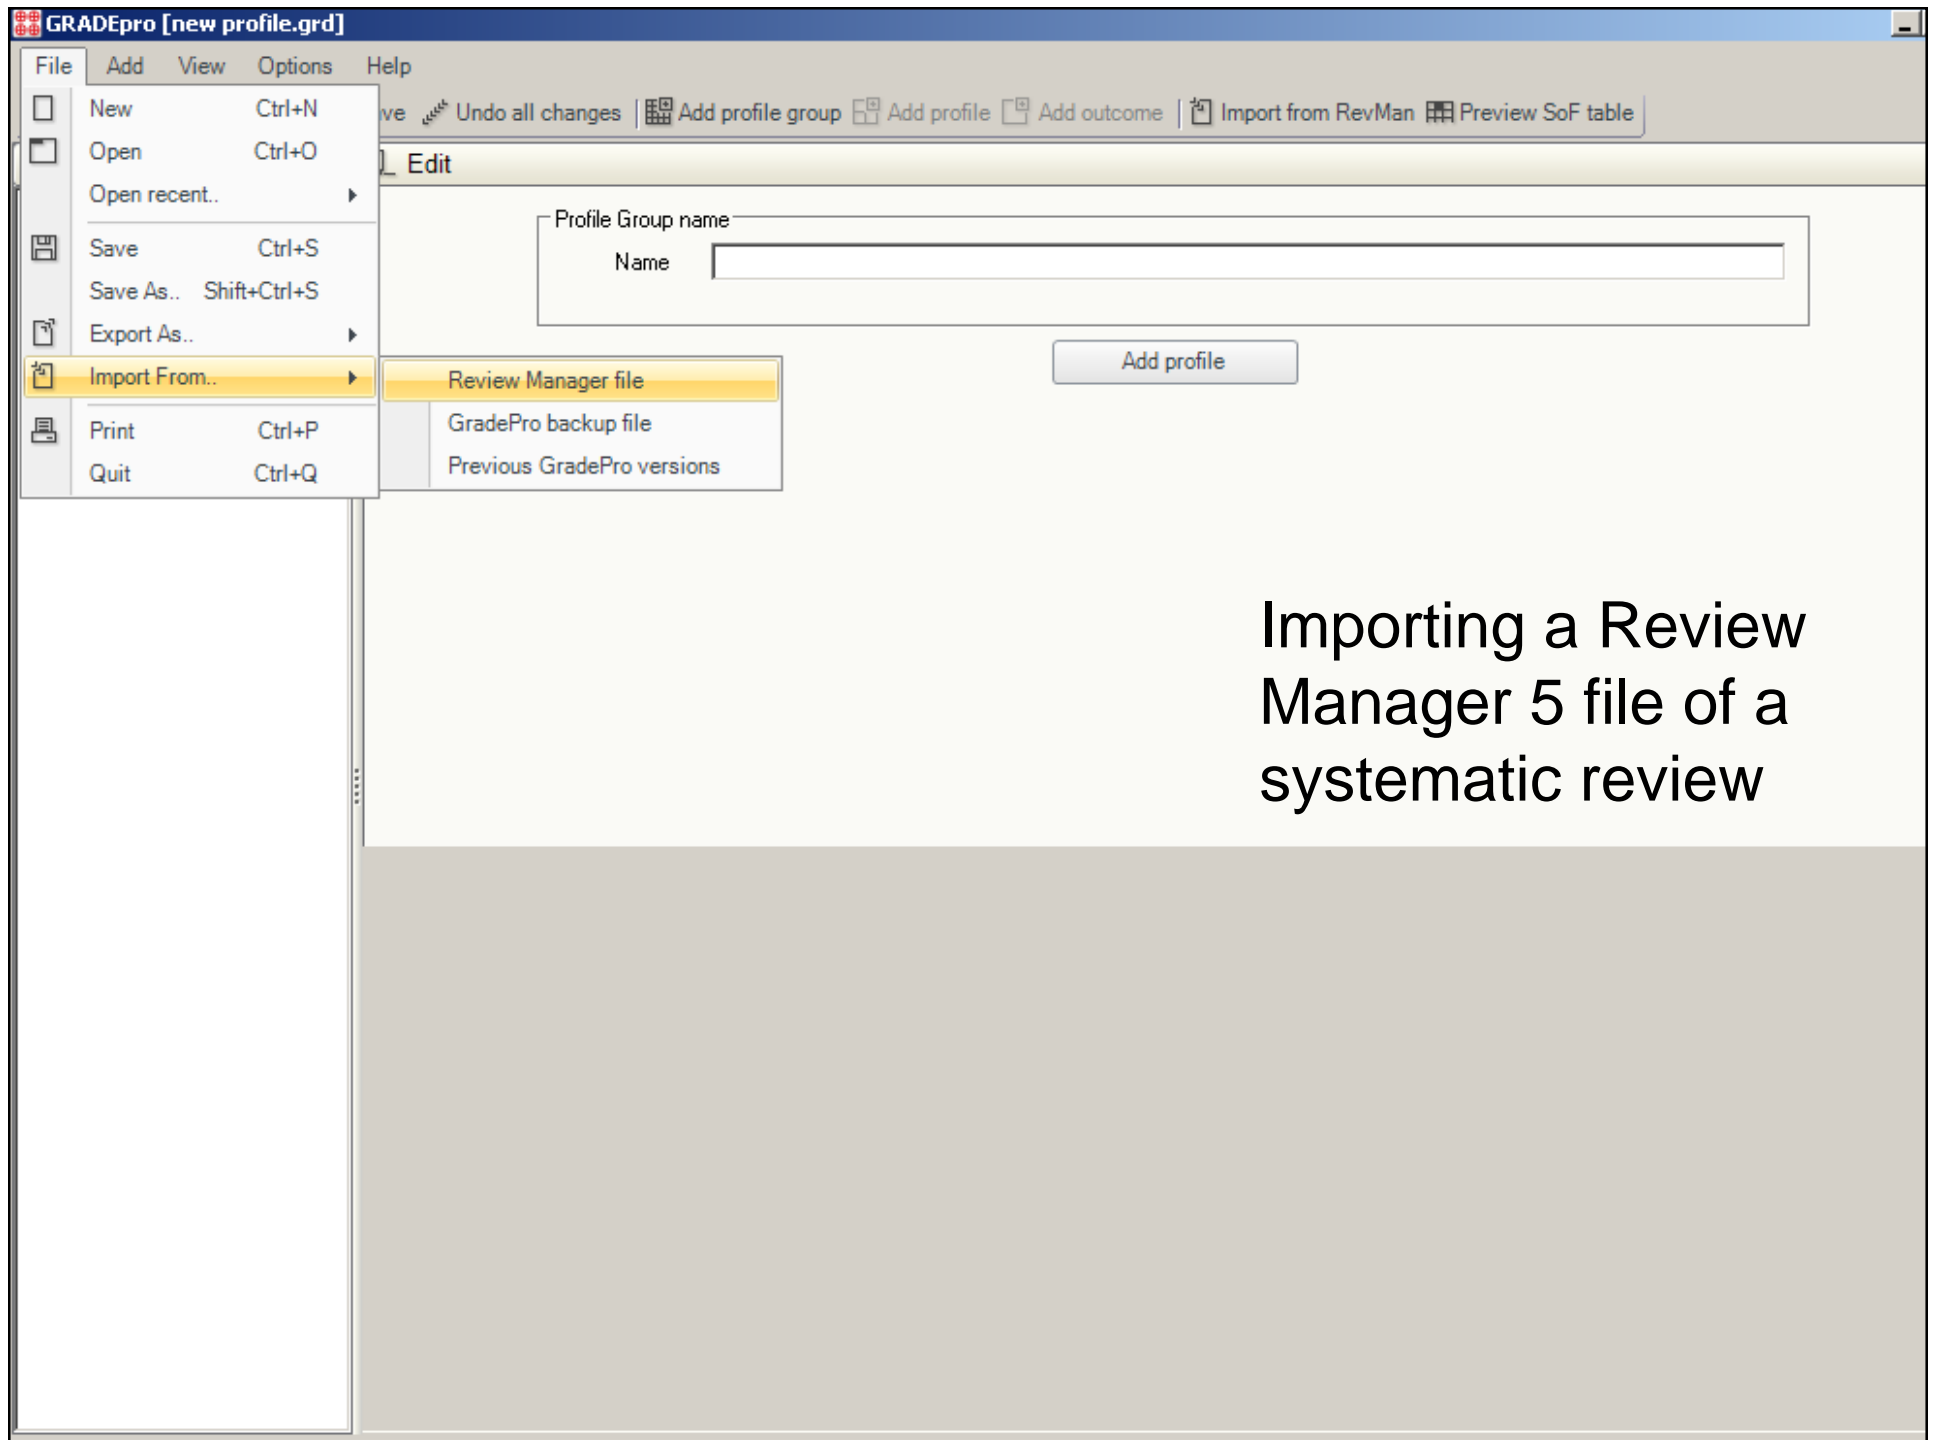 GRADEpro [new profile.grd]
File Add View Options Help
New Ctrl+N
Open Ctrl+O
Open recent..
Save Ctrl+S
Save As.. Shift+Ctrl+S
Export As..
Import From..
Print Ctrl+P
Quit Ctrl+Q
Review Manager file
GradePro backup file
Previous GradePro versions
Undo all changes Add profile group Add profile Add outcome Import from RevMan Preview SoF table
Edit
Profile Group name
Name
Add profile
Importing a Review
Manager 5 file of a
systematic review